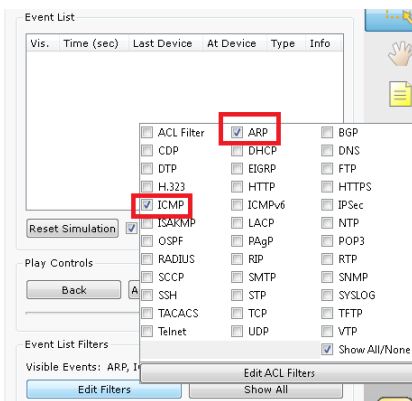 Event List
Vis. Time (sec) Last Device At Device Type Info
ACL Filter ARP BGP
CDP DHCP DNS
DTP EIGRP FTP
H.323 HTTP HTTPS
ICMP ICMPv6 IPSec
ISAKMP LACP NTP
Reset Simulation
OSPF PAgP POP3
RADIUS RIP RTP
Play Controls
SCCP SMTP SNMP
Back A
SSH STP SYSLOG
TACACS TCP TFTP
Telnet UDP VTP
Event List Filters
Show All/None
Visible Events: ARP, I
Edit ACL Filters
Edit Filters Show All